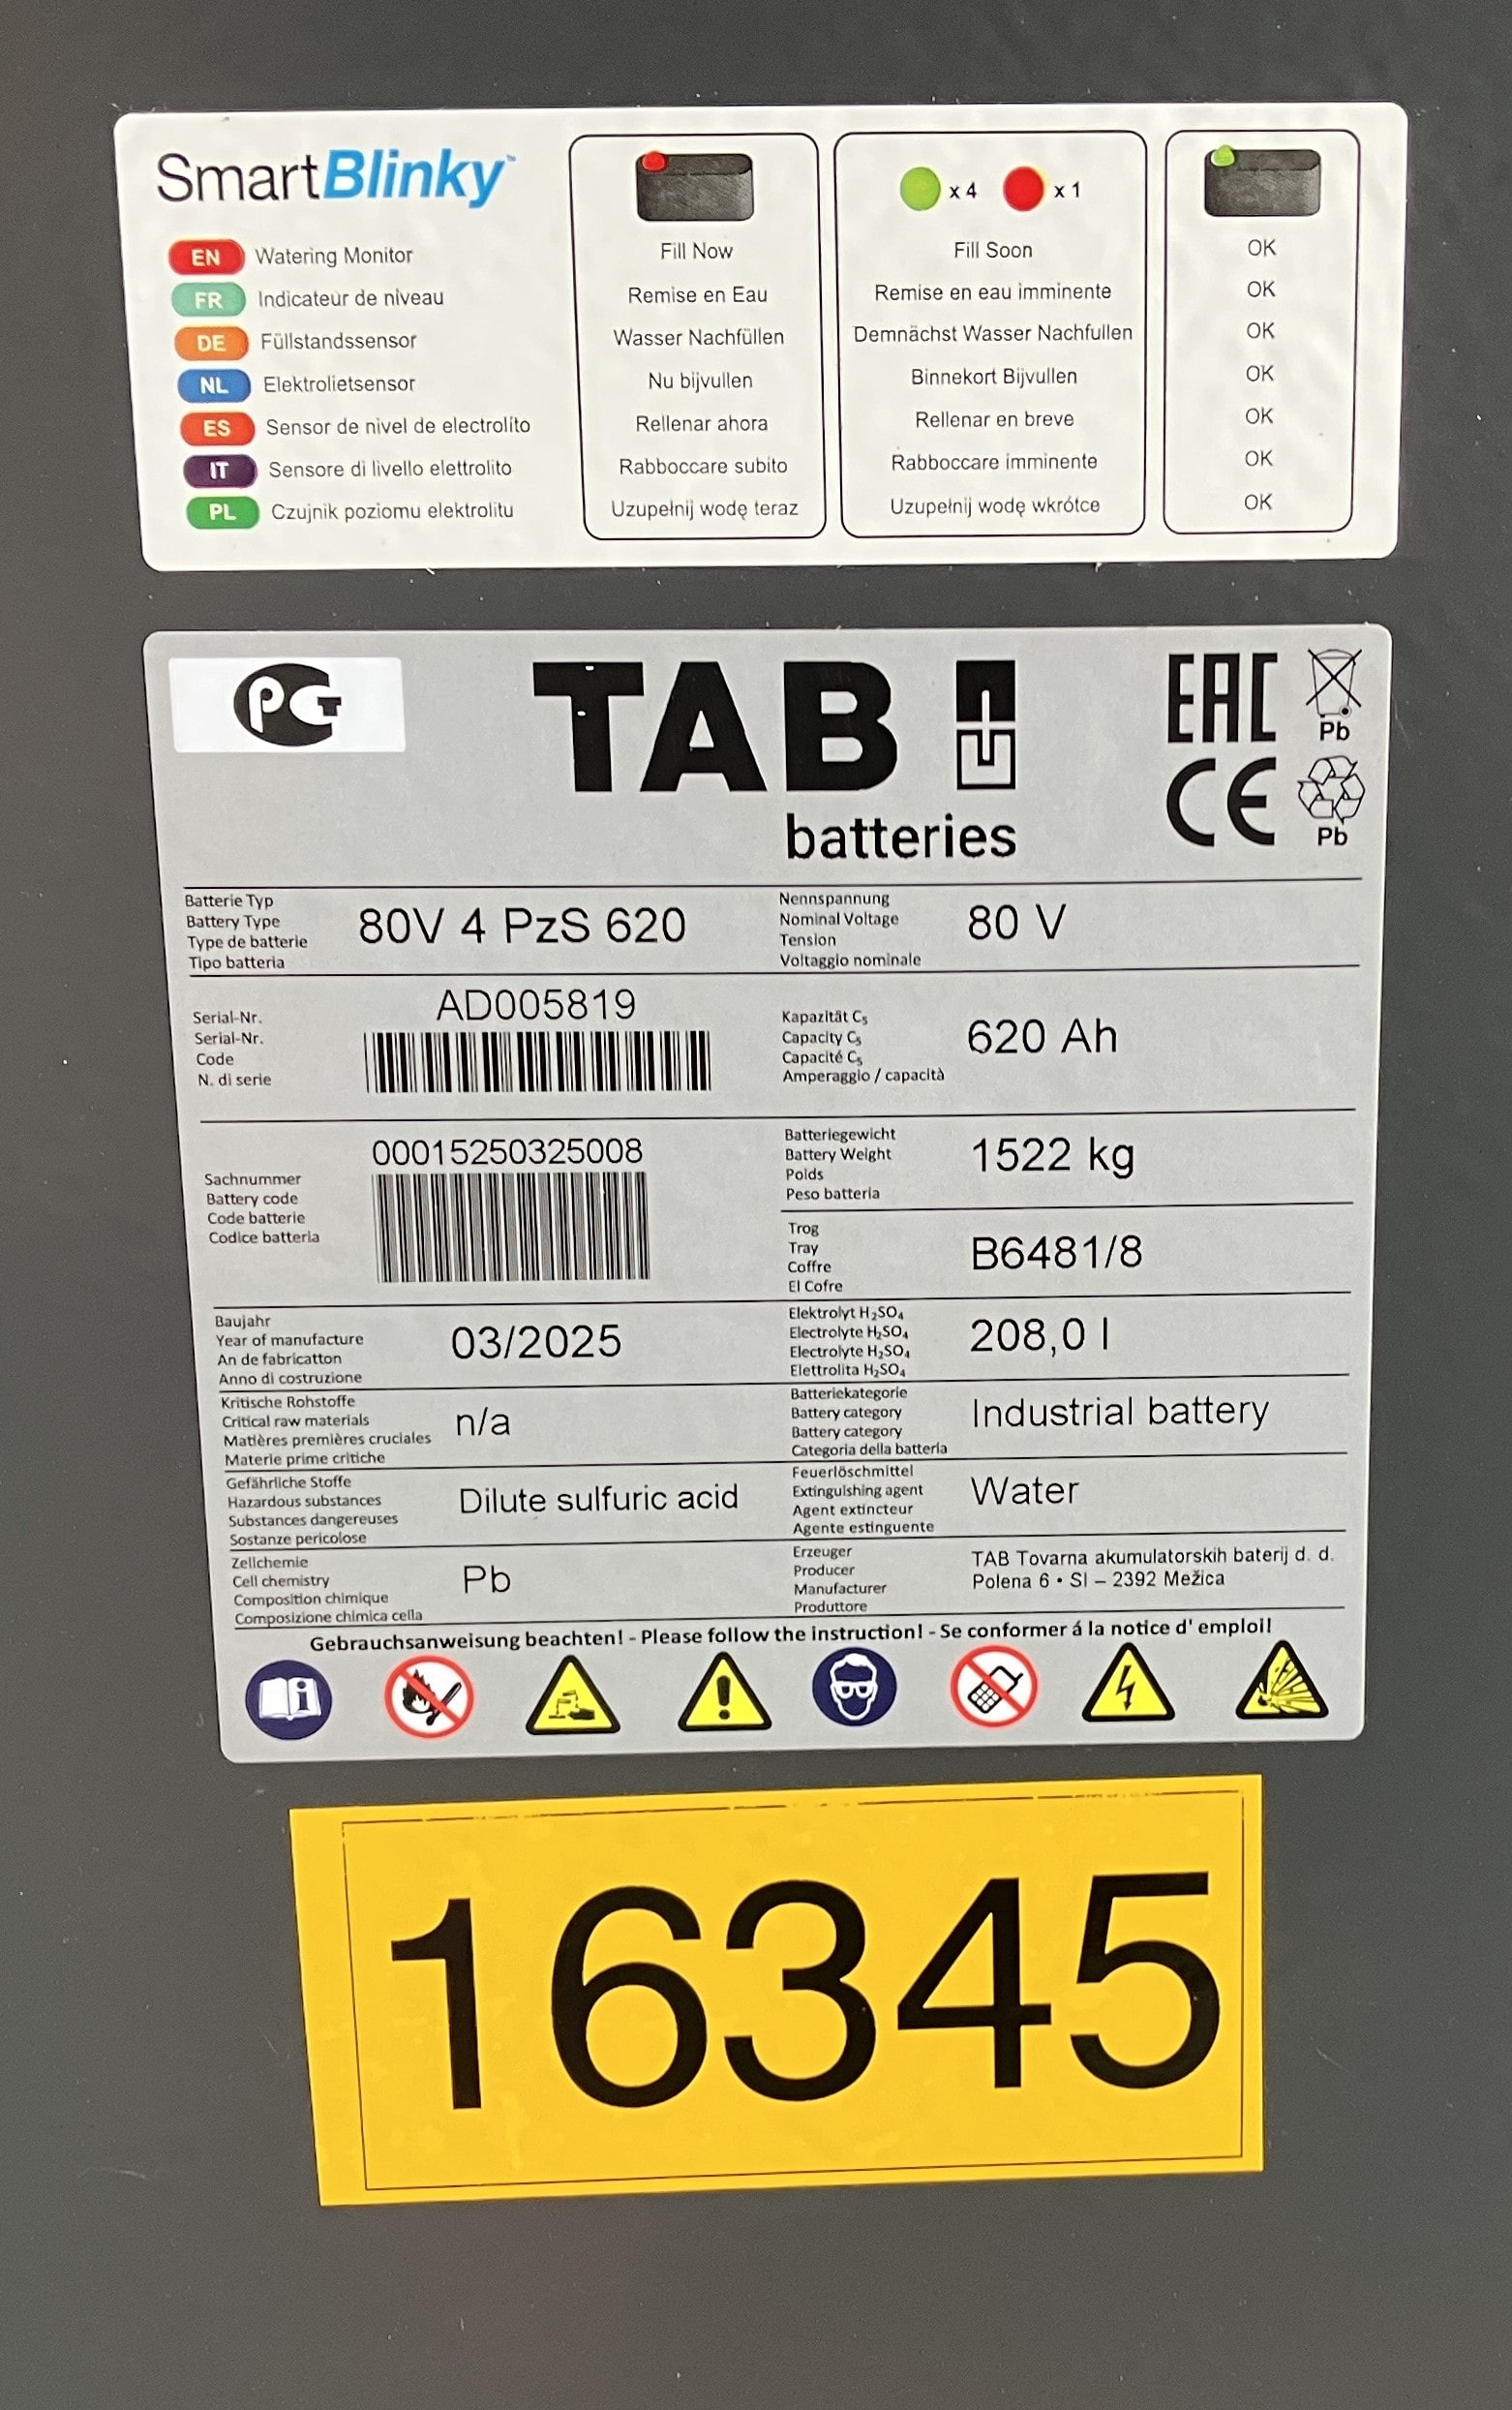 SmartBlinky™
EN Watering Monitor
FR Indicateur de niveau
DE Füllstandssensor
NL Elektrolietsensor
ES Sensor de nivel de electrolito
IT Sensore di livello elettrolito
PL Czujnik poziomu elektrolitu
Fill Now
Remise en Eau
Wasser Nachfüllen
Nu bijvullen
Rellenar ahora
Rabboccare subito
Uzupełnij wodę teraz
x 4 x 1
Fill Soon
Remise en eau imminente
Demnächst Wasser Nachfullen
Binnekort Bijvullen
Rellenar en breve
Rabboccare imminente
Uzupełnij wodę wkrótce
OK
OK
OK
OK
OK
OK
OK
PCT
TAB
batteries
EAC
Pb
CE
Pb
Batterie Typ
Battery Type
Type de batterie
Tipo batteria
80V 4 PzS 620
Nennspannung
Nominal Voltage
Tension
Voltaggio nominale
80 V
Serial-Nr.
Serial-Nr.
Code
N. di serie
AD005819
Kapazität C₅
Capacity C₅
Capacité C₅
Amperaggio / capacità
620 Ah
Sachnummer
Battery code
Code batterie
Codice batteria
00015250325008
Batteriegewicht
Battery Weight
Poids
Peso batteria
1522 kg
Trog
Tray
Coffre
El Cofre
B6481/8
Baujahr
Year of manufacture
An de fabricatton
Anno di costruzione
03/2025
Elektrolyt H₂SO₄
Electrolyte H₂SO₄
Electrolyte H₂SO₄
Elettrolita H₂SO₄
208,0 l
Kritische Rohstoffe
Critical raw materials
Matières premières cruciales
Materie prime critiche
n/a
Batteriekategorie
Battery category
Battery category
Categoria della batteria
Industrial battery
Gefährliche Stoffe
Hazardous substances
Substances dangereuses
Sostanze pericolose
Dilute sulfuric acid
Feuerlöschmittel
Extinguishing agent
Agent extincteur
Agente estinguente
Water
Zellchemie
Cell chemistry
Composition chimique
Composizione chimica cella
Pb
Erzeuger
Producer
Manufacturer
Produttore
TAB Tovarna akumulatorskih baterij d. d.
Polena 6 • SI – 2392 Mežica
Gebrauchsanweisung beachten! - Please follow the instruction! - Se conformer á la notice d' emploi!
16345